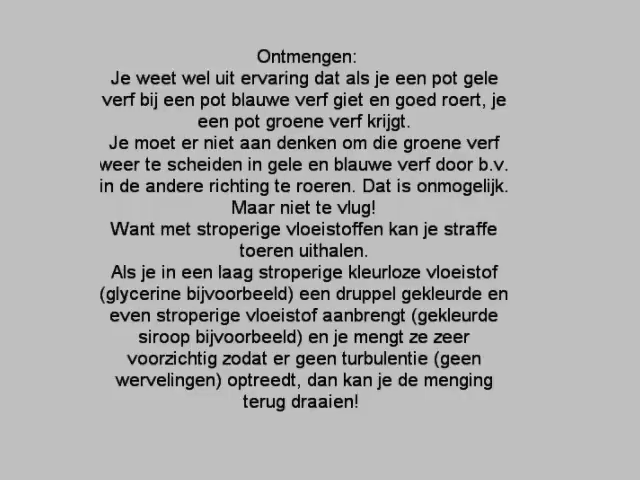 Ontmengen:
Je weet wel uit ervaring dat als je een pot gele
verf bij een pot blauwe verf giet en goed roert, je
een pot groene verf krijgt.
Je moet er niet aan denken om die groene verf
weer te scheiden in gele en blauwe verf door b.v.
in de andere richting te roeren. Dat is onmogelijk.
Maar niet te vlug!
Want met stroperige vloeistoffen kan je straffe
toeren uithalen.
Als je in een laag stroperige kleurloze vloeistof
(glycerine bijvoorbeeld) een druppel gekleurde en
even stroperige vloeistof aanbrengt (gekleurde
siroop bijvoorbeeld) en je mengt ze zeer
voorzichtig zodat er geen turbulentie (geen
wervelingen) optreedt, dan kan je de menging
terug draaien!